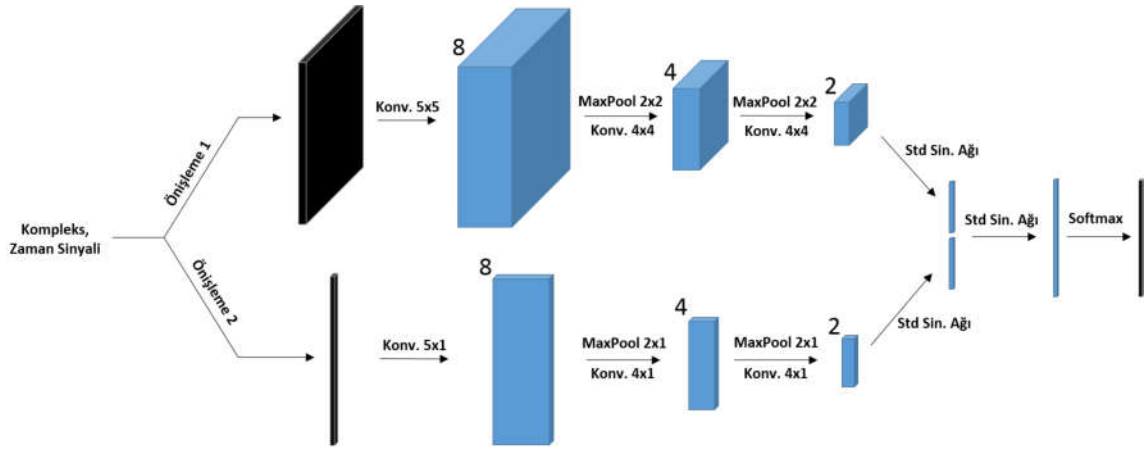 Kompleks,
Zaman Sinyali
Önişleme 1
Konv. 5x5
8
MaxPool 2x2
Konv. 4x4
4
MaxPool 2x2
Konv. 4x4
2
Std Sin. Ağı
Önişleme 2
Konv. 5x1
8
MaxPool 2x1
Konv. 4x1
4
MaxPool 2x1
Konv. 4x1
2
Std Sin. Ağı
Std Sin. Ağı
Softmax